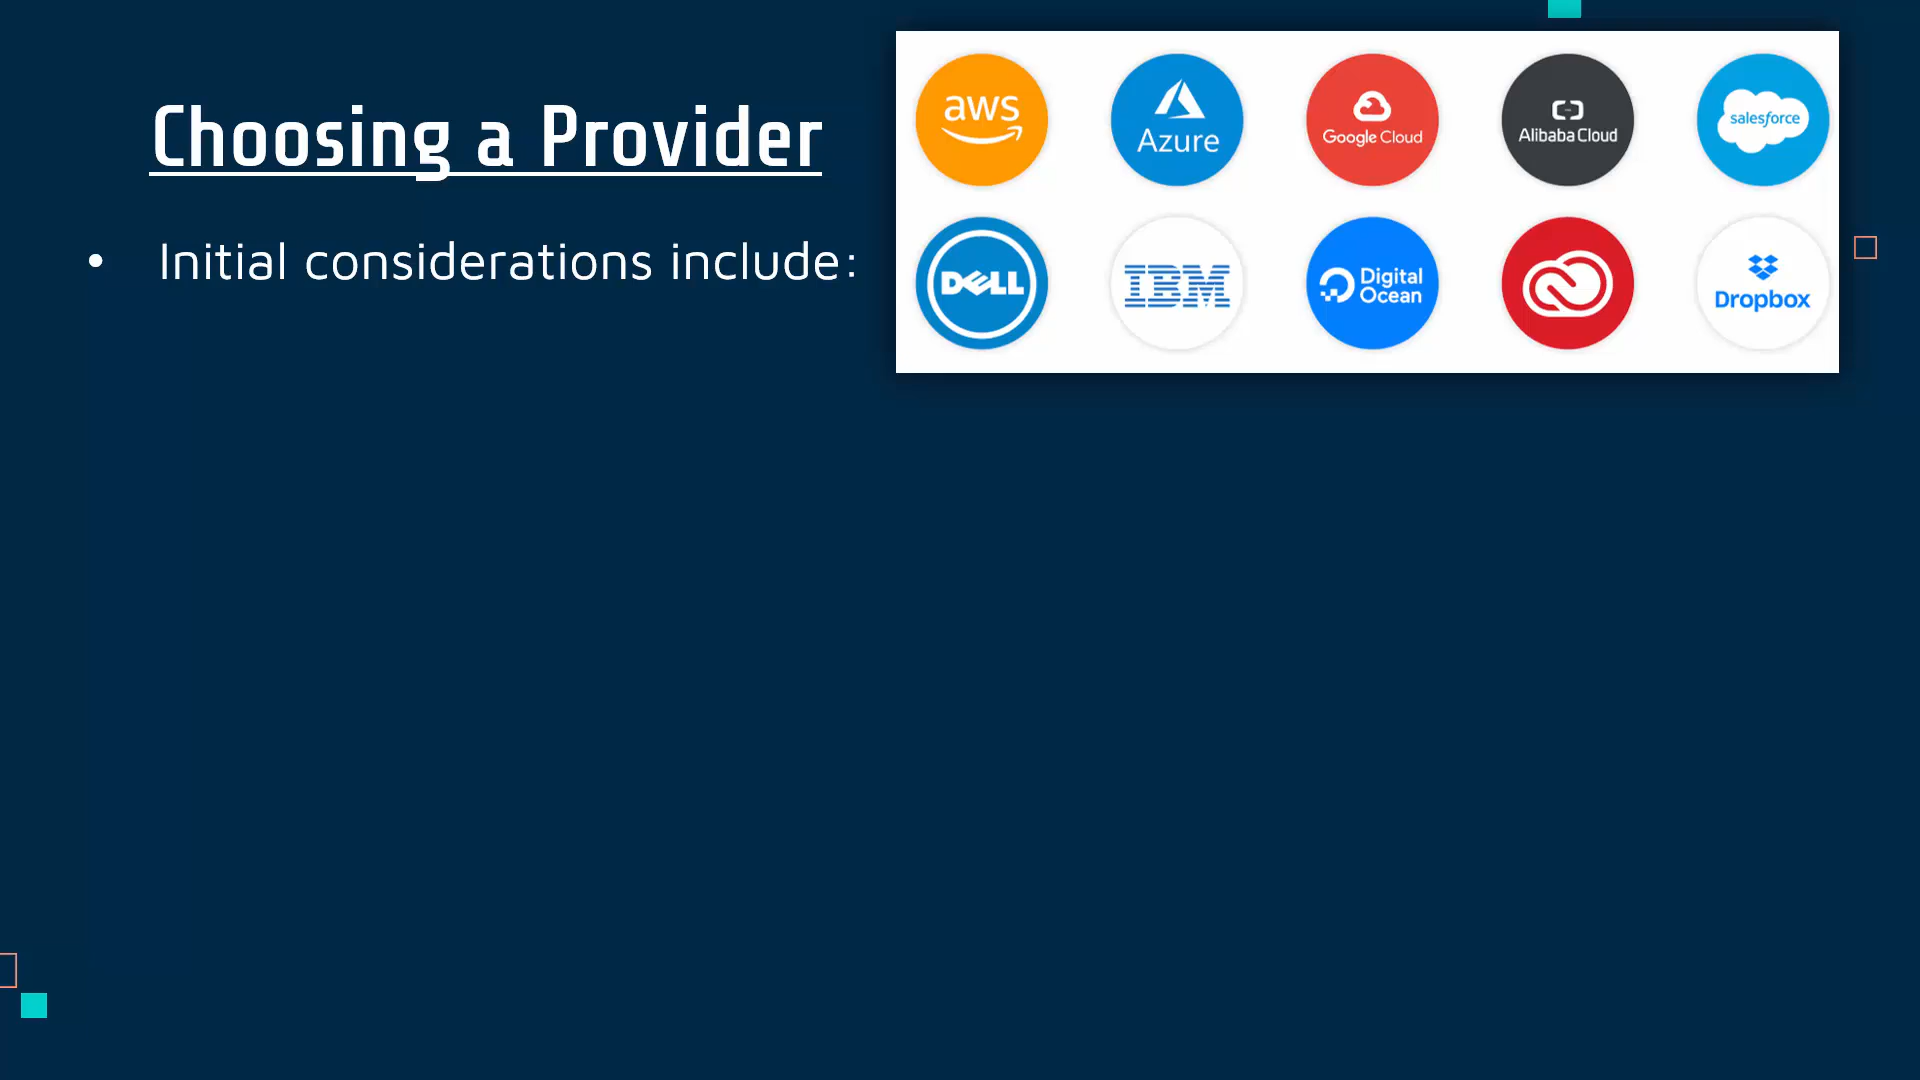 Choosing a Provider
• Initial considerations include:
aws
Azure
Google Cloud
Alibaba Cloud
salesforce
DELL
IBM
Digital
Ocean
Dropbox